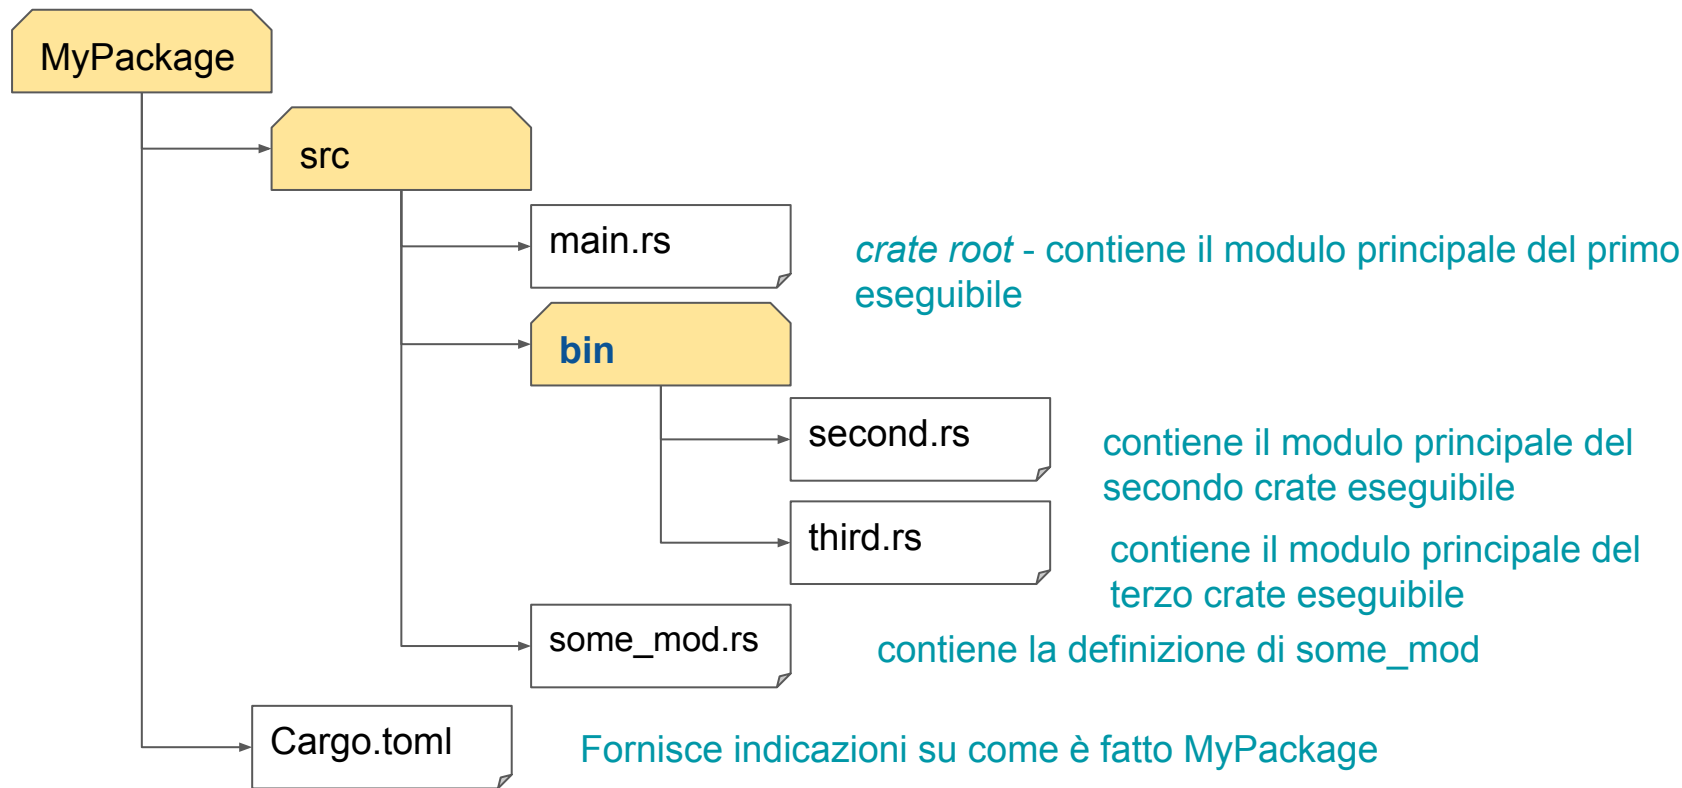 MyPackage
src
main.rs
crate root - contiene il modulo principale del primo
eseguibile
bin
second.rs
contiene il modulo principale del
secondo crate eseguibile
third.rs
contiene il modulo principale del
terzo crate eseguibile
some_mod.rs
contiene la definizione di some_mod
Cargo.toml
Fornisce indicazioni su come è fatto MyPackage